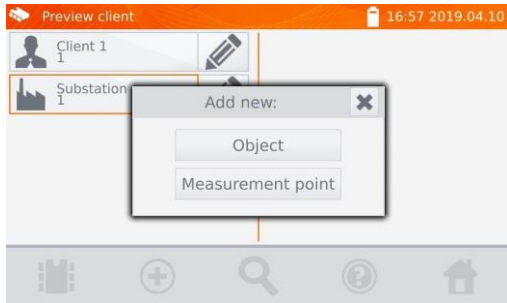 Preview client
16:57 2019.04.10
Client 1
1
Substation
1
Add new:
Object
Measurement point